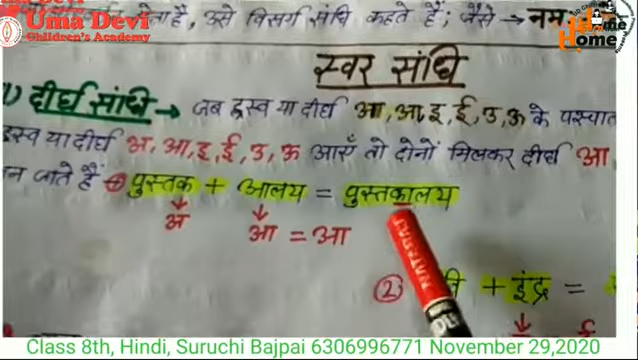 होता है, उसे विसर्ग संधि कहते हैं; जैसे → नम
Uma Devi
Children's Academy
Home
स्वर संधि
1) दीर्घ संधि → जब ह्रस्व या दीर्घ अ, आ, इ, ई, उ, ऊ के पश्चात
ह्रस्व या दीर्घ अ, आ, इ, ई, उ, ऊ आएँ तो दोनों मिलकर दीर्घ आ,
जाते हैं पुस्तक + आलय = पुस्तकालय
अ आ = आ
② + इंद्र =
Class 8th, Hindi, Suruchi Bajpai 6306996771 November 29,2020